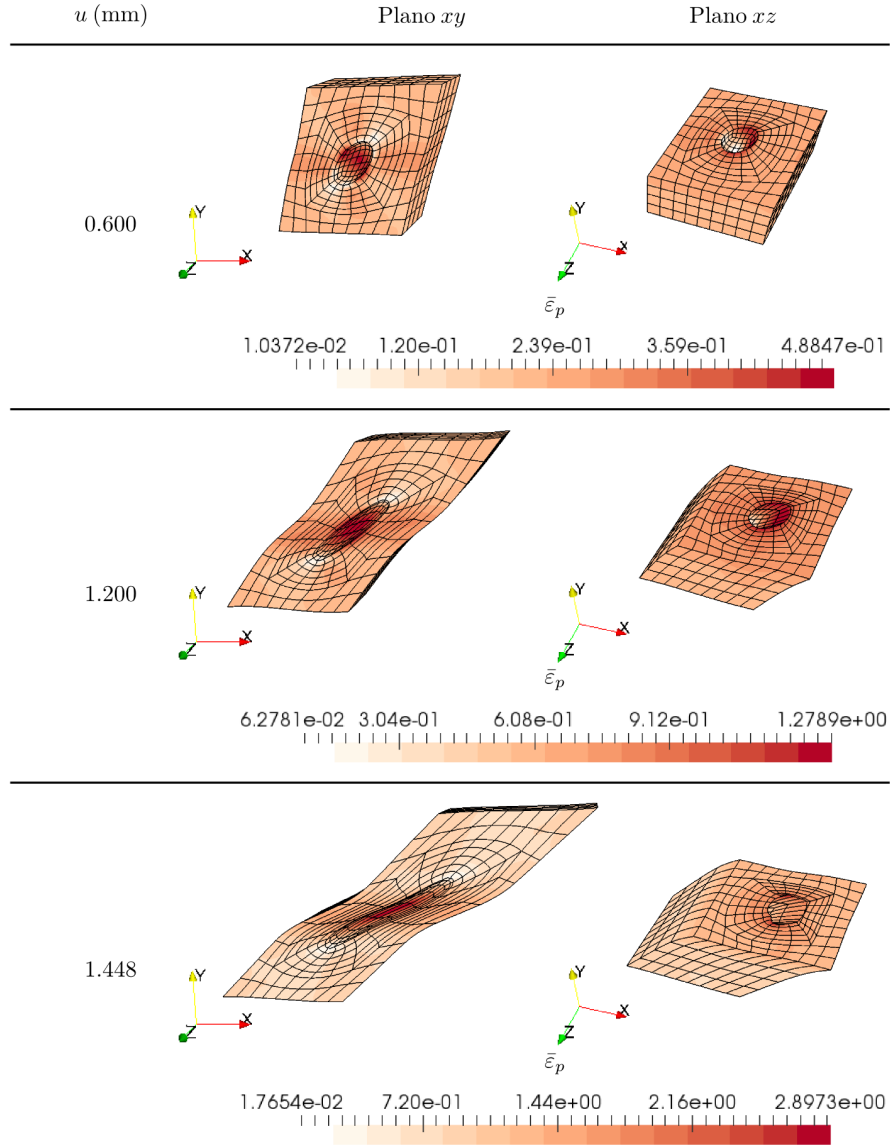 u (mm) Plano xy Plano xz
0.600
Y X Z
Y X Z
ε̄p
1.0372e-02 1.20e-01 2.39e-01 3.59e-01 4.8847e-01
1.200
Y X Z
Y X Z
ε̄p
6.2781e-02 3.04e-01 6.08e-01 9.12e-01 1.2789e+00
1.448
Y X Z
Y X Z
ε̄p
1.7654e-02 7.20e-01 1.44e+00 2.16e+00 2.8973e+00